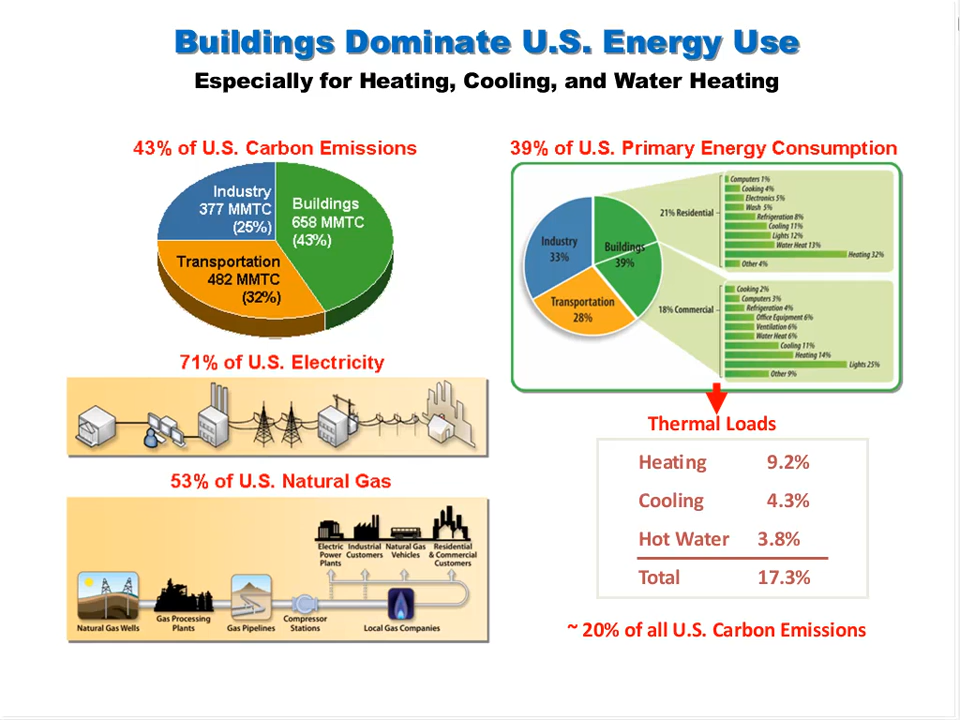 Buildings Dominate U.S. Energy Use
Especially for Heating, Cooling, and Water Heating
43% of U.S. Carbon Emissions
Industry
377 MMTC
(25%)
Buildings
658 MMTC
(43%)
Transportation
482 MMTC
(32%)
71% of U.S. Electricity
53% of U.S. Natural Gas
Electric
Power
Plants
Industrial
Customers
Natural Gas
Vehicles
Residential
& Commercial
Customers
Natural Gas Wells
Gas Processing
Plants
Gas Pipelines
Compressor
Stations
Local Gas Companies
39% of U.S. Primary Energy Consumption
Industry
33%
Buildings
39%
Transportation
28%
21% Residential
Computers 1%
Cooking 4%
Electronics 5%
Wash 5%
Refrigeration 8%
Cooling 11%
Lights 12%
Water Heat 13%
Heating 32%
Other 4%
18% Commercial
Cooking 2%
Computers 3%
Refrigeration 4%
Office Equipment 6%
Ventilation 6%
Water Heat 6%
Cooling 11%
Heating 14%
Lights 25%
Other 9%
Thermal Loads
Heating 9.2%
Cooling 4.3%
Hot Water 3.8%
Total 17.3%
~ 20% of all U.S. Carbon Emissions